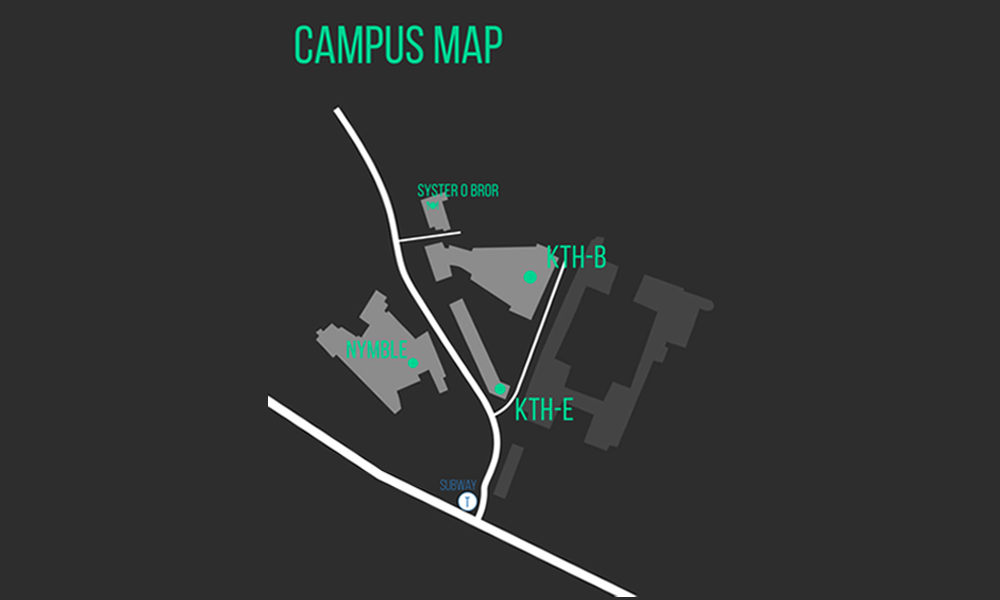 CAMPUS MAP
SYSTER O BROR
KTH-B
NYMBLE
KTH-E
SUBWAY
T